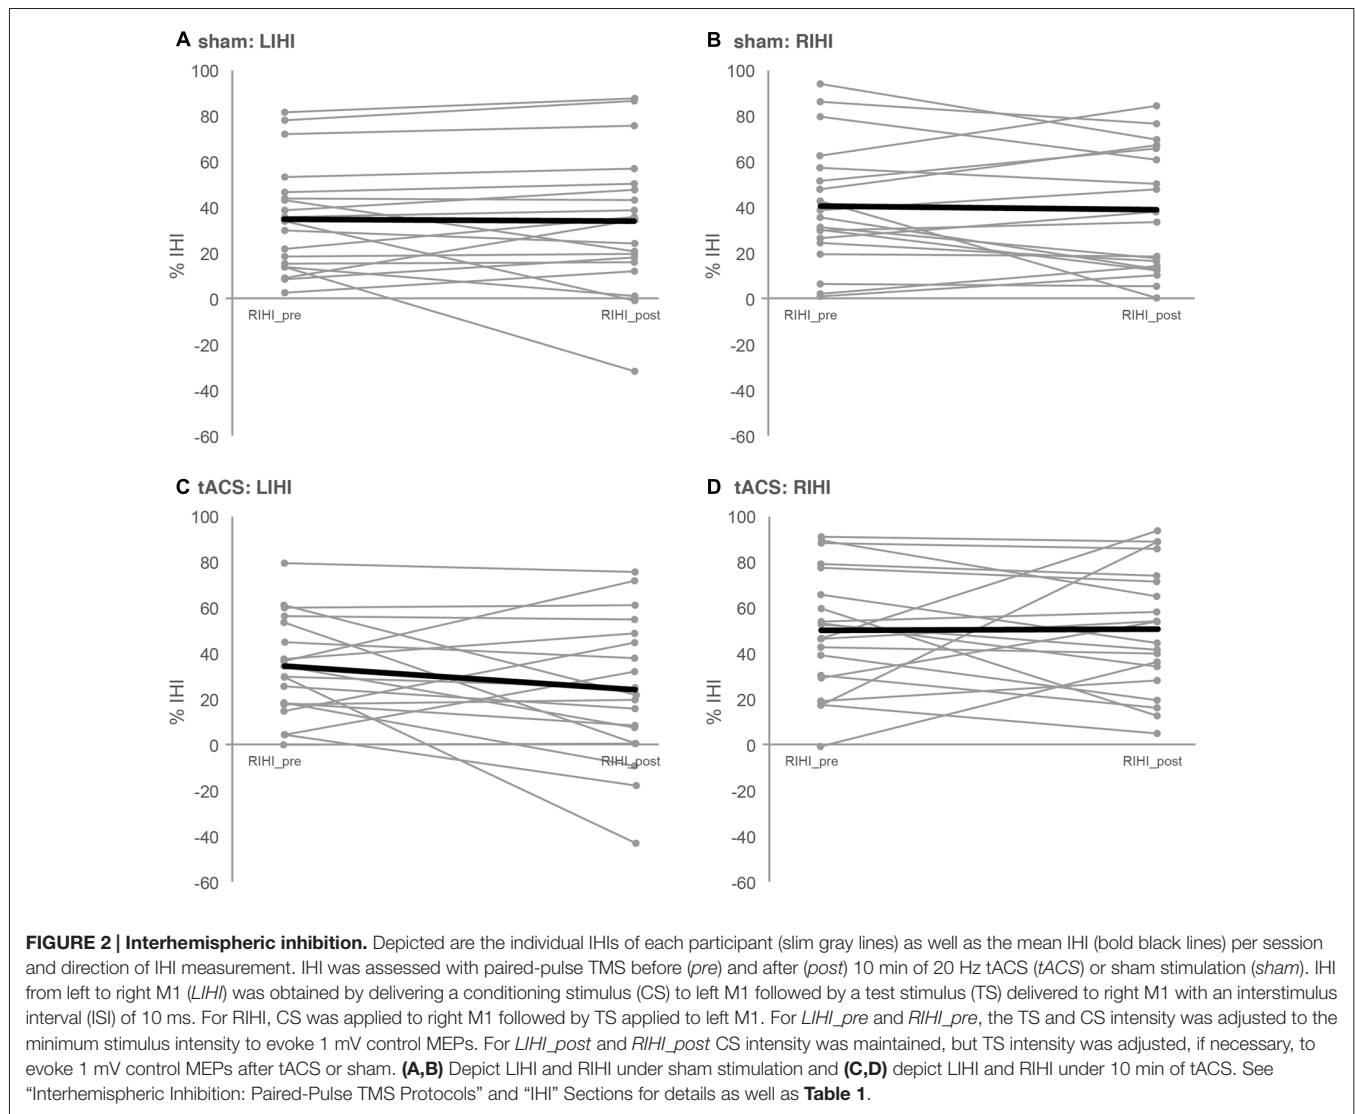 A sham: LIHI
100
80
60
40
20
0
-20
-40
-60
% IHI
RIHI_pre
RIHI_post
B sham: RIHI
100
80
60
40
20
0
-20
-40
-60
% IHI
RIHI_pre
RIHI_post
C tACS: LIHI
100
80
60
40
20
0
-20
-40
-60
% IHI
RIHI_pre
RIHI_post
D tACS: RIHI
100
80
60
40
20
0
-20
-40
-60
% IHI
RIHI_pre
RIHI_post
FIGURE 2 | Interhemispheric inhibition. Depicted are the individual IHIs of each participant (slim gray lines) as well as the mean IHI (bold black lines) per session
and direction of IHI measurement. IHI was assessed with paired-pulse TMS before (pre) and after (post) 10 min of 20 Hz tACS (tACS) or sham stimulation (sham). IHI
from left to right M1 (LIHI) was obtained by delivering a conditioning stimulus (CS) to left M1 followed by a test stimulus (TS) delivered to right M1 with an interstimulus
interval (ISI) of 10 ms. For RIHI, CS was applied to right M1 followed by TS applied to left M1. For LIHI_pre and RIHI_pre, the TS and CS intensity was adjusted to the
minimum stimulus intensity to evoke 1 mV control MEPs. For LIHI_post and RIHI_post CS intensity was maintained, but TS intensity was adjusted, if necessary, to
evoke 1 mV control MEPs after tACS or sham. (A,B) Depict LIHI and RIHI under sham stimulation and (C,D) depict LIHI and RIHI under 10 min of tACS. See
“Interhemispheric Inhibition: Paired-Pulse TMS Protocols” and “IHI” Sections for details as well as Table 1.